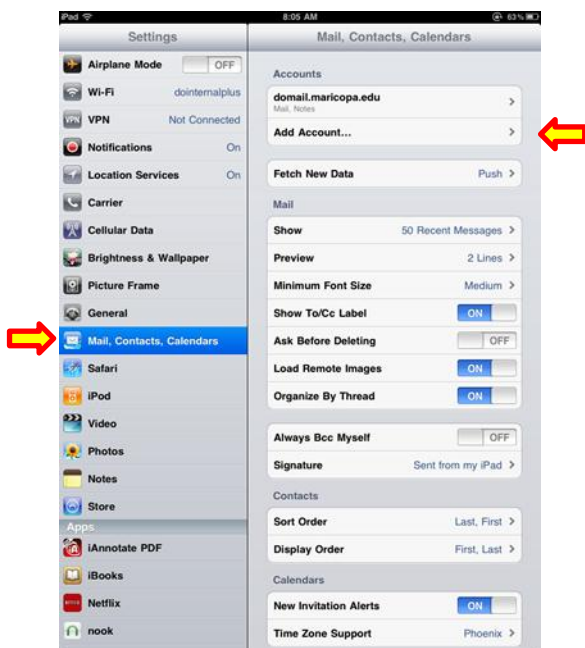 iPad 8:05 AM 63%
Settings
Airplane Mode OFF
Wi-Fi dointernalplus
VPN VPN Not Connected
Notifications On
Location Services On
Carrier
Cellular Data
Brightness & Wallpaper
Picture Frame
General
Mail, Contacts, Calendars
Safari
iPod
Video
Photos
Notes
Store
Apps
iAnnotate PDF
iBooks
Netflix
nook
Mail, Contacts, Calendars
Accounts
domail.maricopa.edu
Mail, Notes
Add Account...
Fetch New Data Push
Mail
Show 50 Recent Messages
Preview 2 Lines
Minimum Font Size Medium
Show To/Cc Label ON
Ask Before Deleting OFF
Load Remote Images ON
Organize By Thread ON
Always Bcc Myself OFF
Signature Sent from my iPad
Contacts
Sort Order Last, First
Display Order First, Last
Calendars
New Invitation Alerts ON
Time Zone Support Phoenix